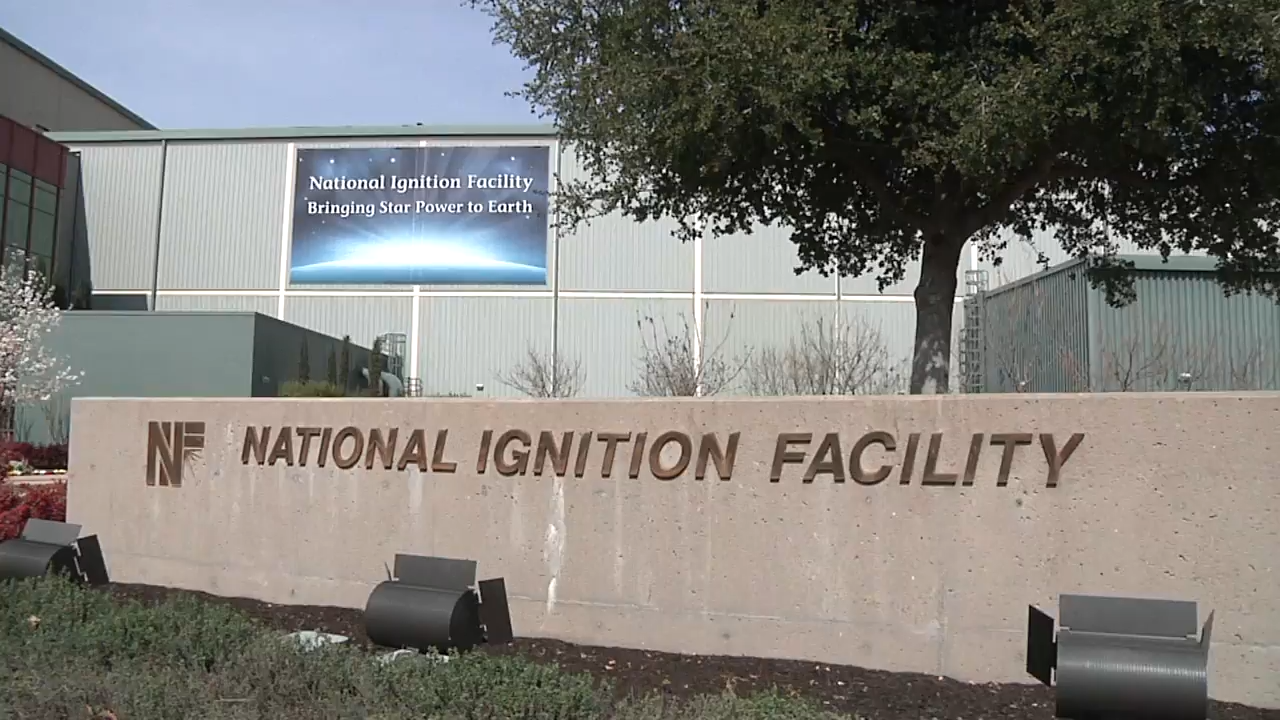 National Ignition Facility
Bringing Star Power to Earth
NIF NATIONAL IGNITION FACILITY